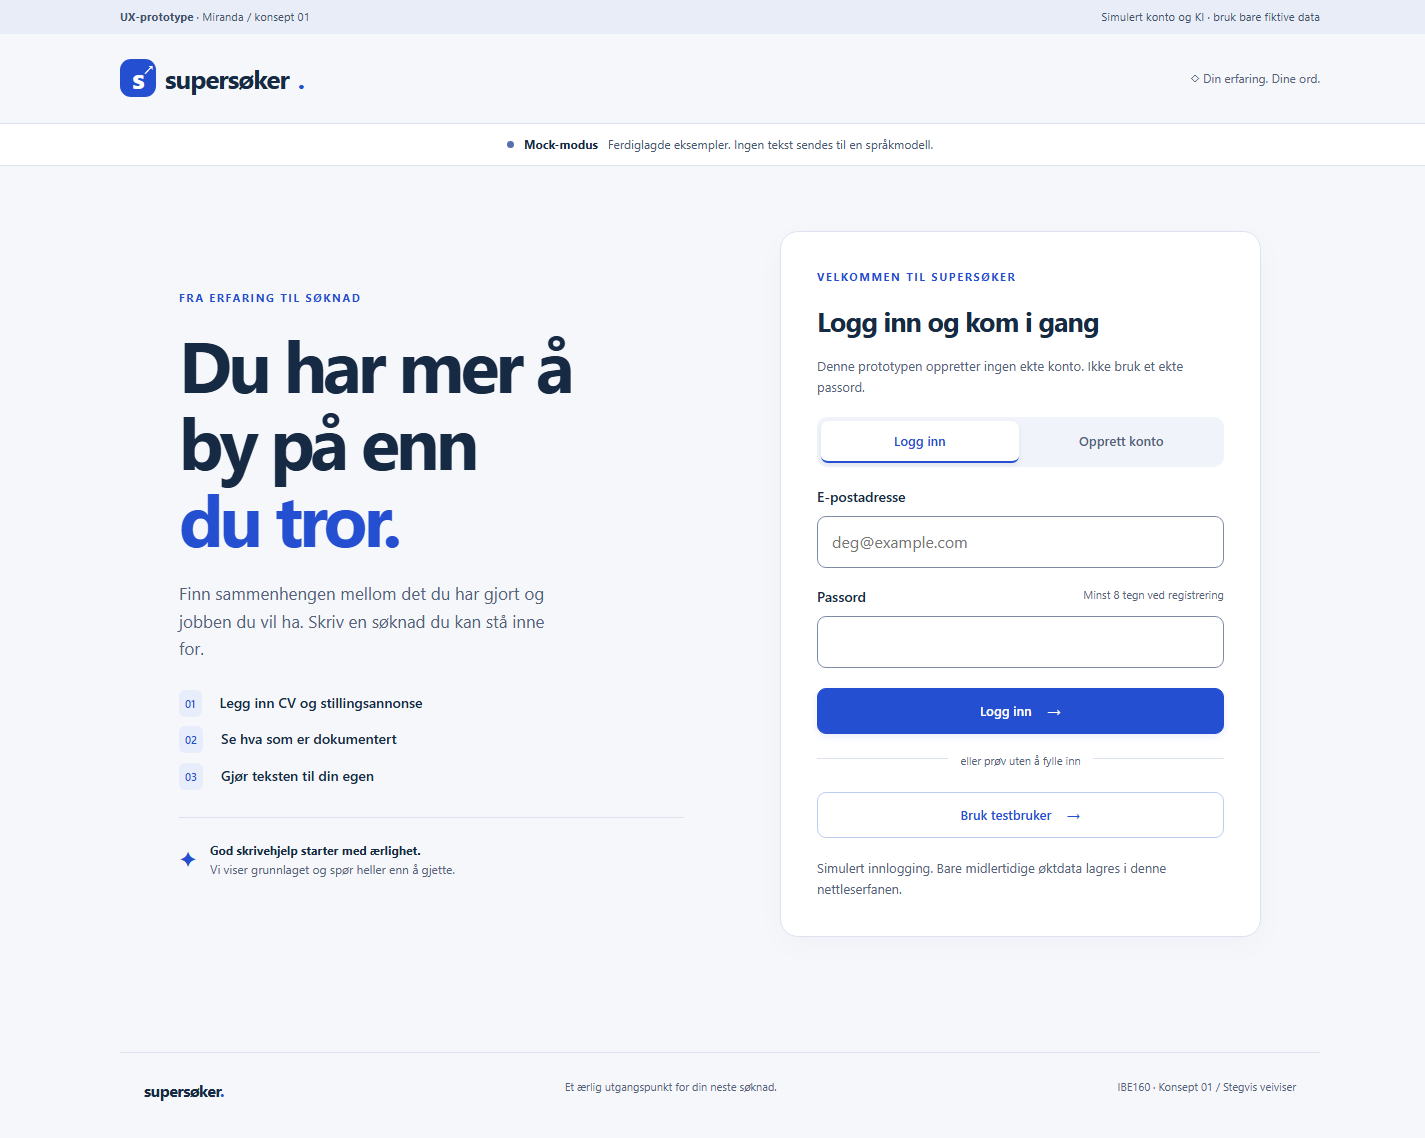 UX-prototype · Miranda / konsept 01
Simulert konto og KI · bruk bare fiktive data
s↗ supersøker .
◇ Din erfaring. Dine ord.
Mock-modus Ferdiglagde eksempler. Ingen tekst sendes til en språkmodell.
FRA ERFARING TIL SØKNAD
Du har mer å
by på enn
du tror.
Finn sammenhengen mellom det du har gjort og
jobben du vil ha. Skriv en søknad du kan stå inne
for.
01 Legg inn CV og stillingsannonse
02 Se hva som er dokumentert
03 Gjør teksten til din egen
God skrivehjelp starter med ærlighet.
Vi viser grunnlaget og spør heller enn å gjette.
VELKOMMEN TIL SUPERSØKER
Logg inn og kom i gang
Denne prototypen oppretter ingen ekte konto. Ikke bruk et ekte
passord.
Logg inn
Opprett konto
E-postadresse
deg@example.com
Passord
Minst 8 tegn ved registrering
Logg inn →
eller prøv uten å fylle inn
Bruk testbruker →
Simulert innlogging. Bare midlertidige øktdata lagres i denne
nettleserfanen.
supersøker.
Et ærlig utgangspunkt for din neste søknad.
IBE160 · Konsept 01 / Stegvis veiviser